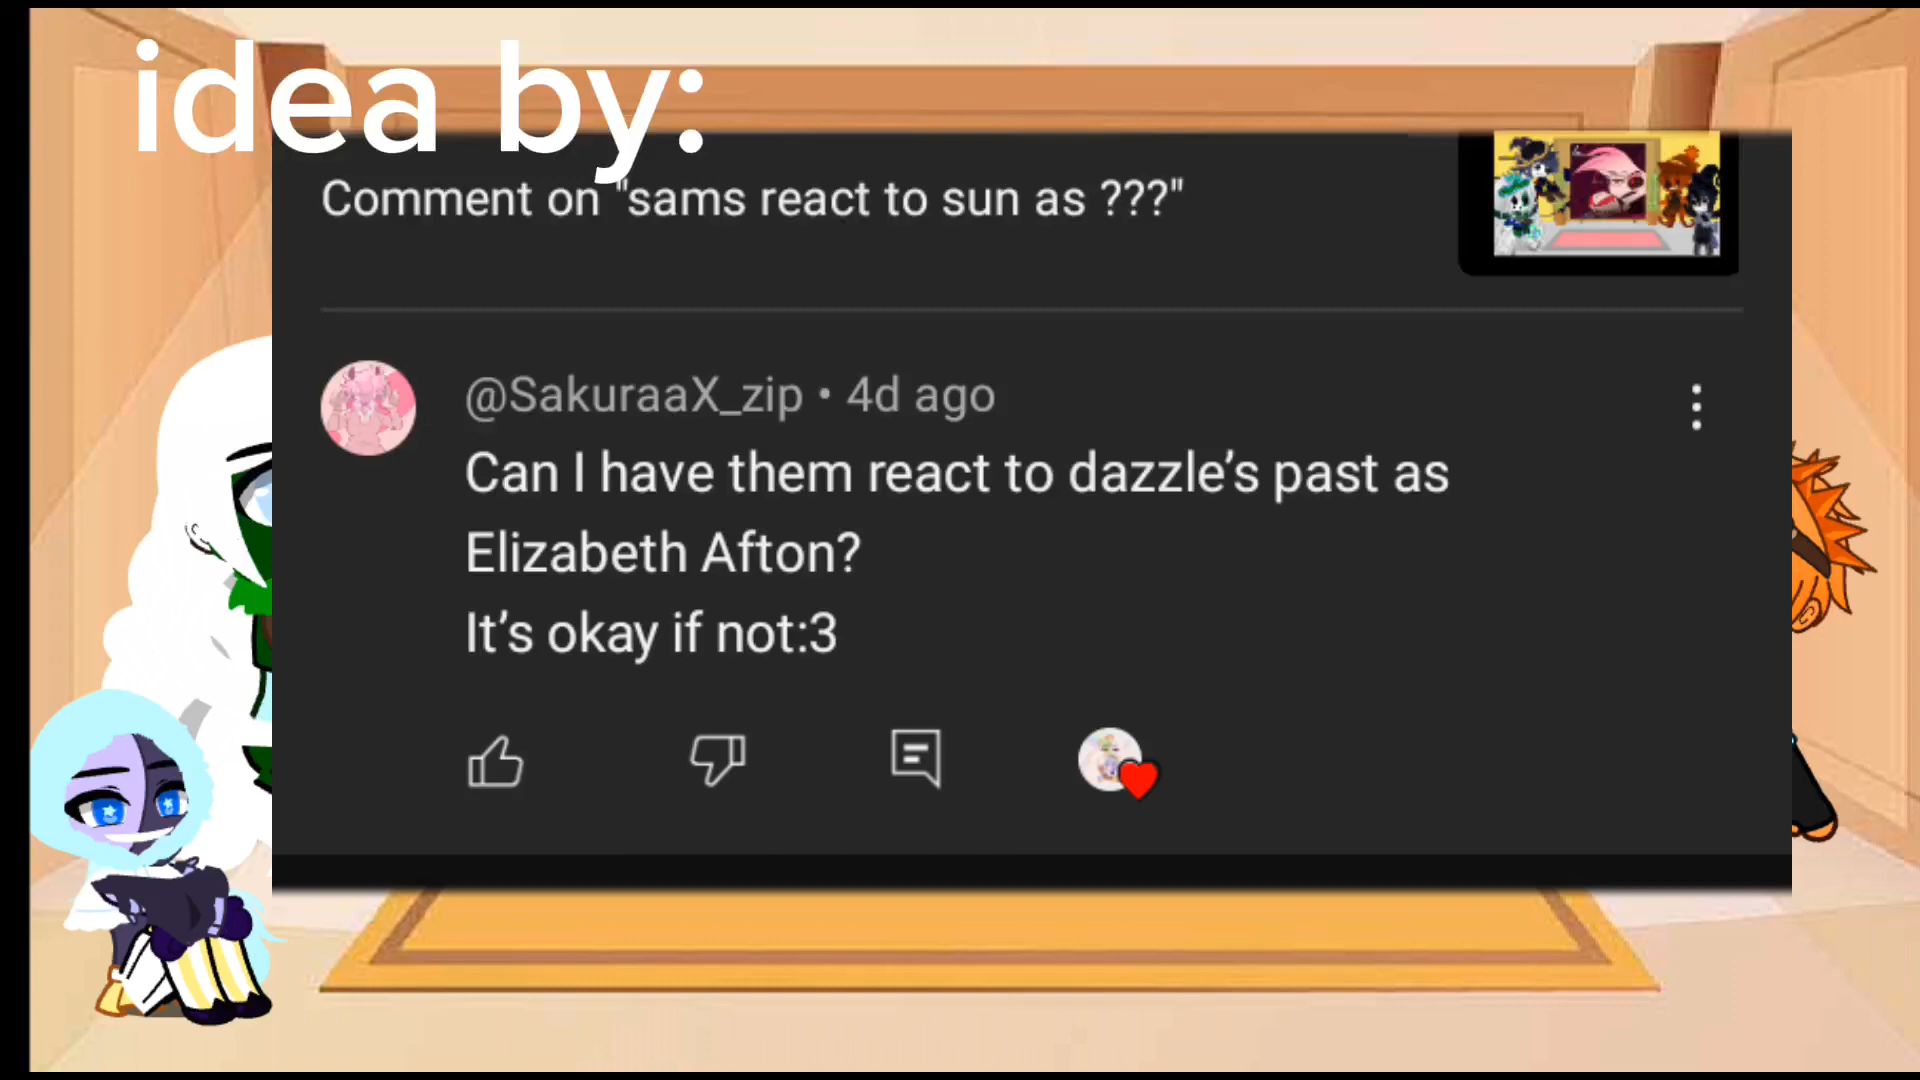 idea by:
Comment on "sams react to sun as ???"
@SakuraaX_zip • 4d ago
Can I have them react to dazzle’s past as
Elizabeth Afton?
It’s okay if not:3